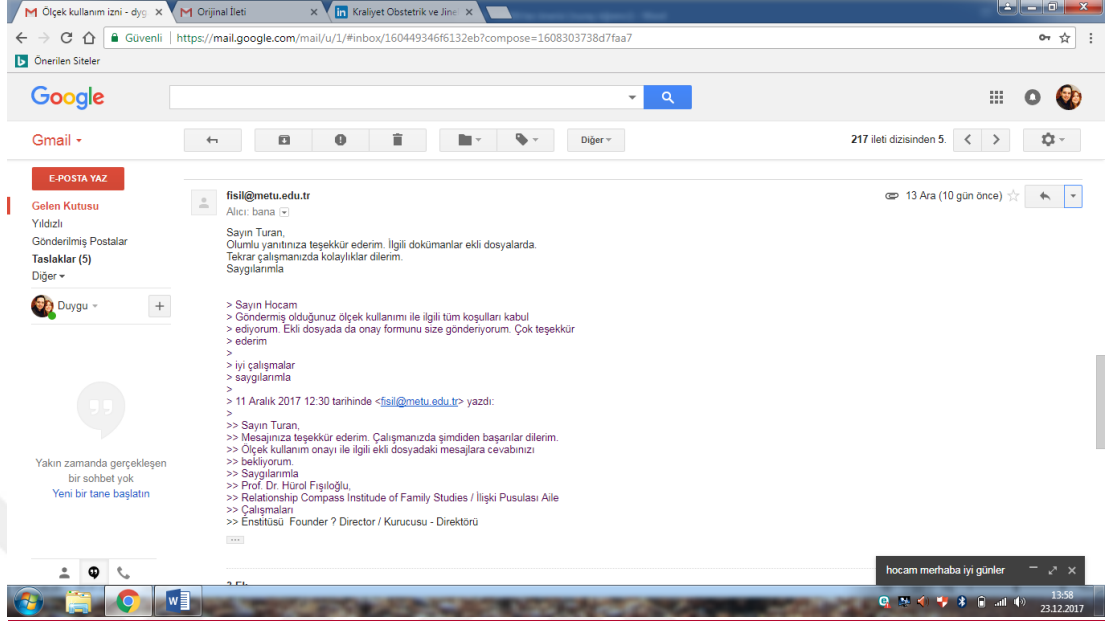 Ölçek kullanım izni - dyg
Orijinal İleti
Kraliyet Obstetrik ve Jine
Güvenli | https://mail.google.com/mail/u/1/#inbox/160449346f6132eb?compose=1608303738d7faa7
Önerilen Siteler
Google
Gmail
Diğer
217 ileti dizisinden 5.
E-POSTA YAZ
Gelen Kutusu
Yıldızlı
Gönderilmiş Postalar
Taslaklar (5)
Diğer
Duygu
Yakın zamanda gerçekleşen
bir sohbet yok
Yeni bir tane başlatın
fisil@metu.edu.tr
13 Ara (10 gün önce)
Alıcı: bana
Sayın Turan,
Olumlu yanıtınıza teşekkür ederim. İlgili dokümanlar ekli dosyalarda.
Tekrar çalışmanızda kolaylıklar dilerim.
Saygılarımla
> Sayın Hocam
> Göndermiş olduğunuz ölçek kullanımı ile ilgili tüm koşulları kabul
> ediyorum. Ekli dosyada da onay formunu size gönderiyorum. Çok teşekkür
> ederim
>
> iyi çalışmalar
> saygılarımla
>
> 11 Aralık 2017 12:30 tarihinde <fisil@metu.edu.tr> yazdı:
>
>> Sayın Turan,
>> Mesajınıza teşekkür ederim. Çalışmanızda şimdiden başarılar dilerim.
>> Ölçek kullanım onayı ile ilgili ekli dosyadaki mesajlara cevabınızı
>> bekliyorum.
>> Saygılarımla
>> Prof. Dr. Hürol Fışıloğlu,
>> Relationship Compass Institude of Family Studies / İlişki Pusulası Aile
>> Çalışmaları
>> Enstitüsü Founder ? Director / Kurucusu - Direktörü
hocam merhaba iyi günler
13:58
23.12.2017